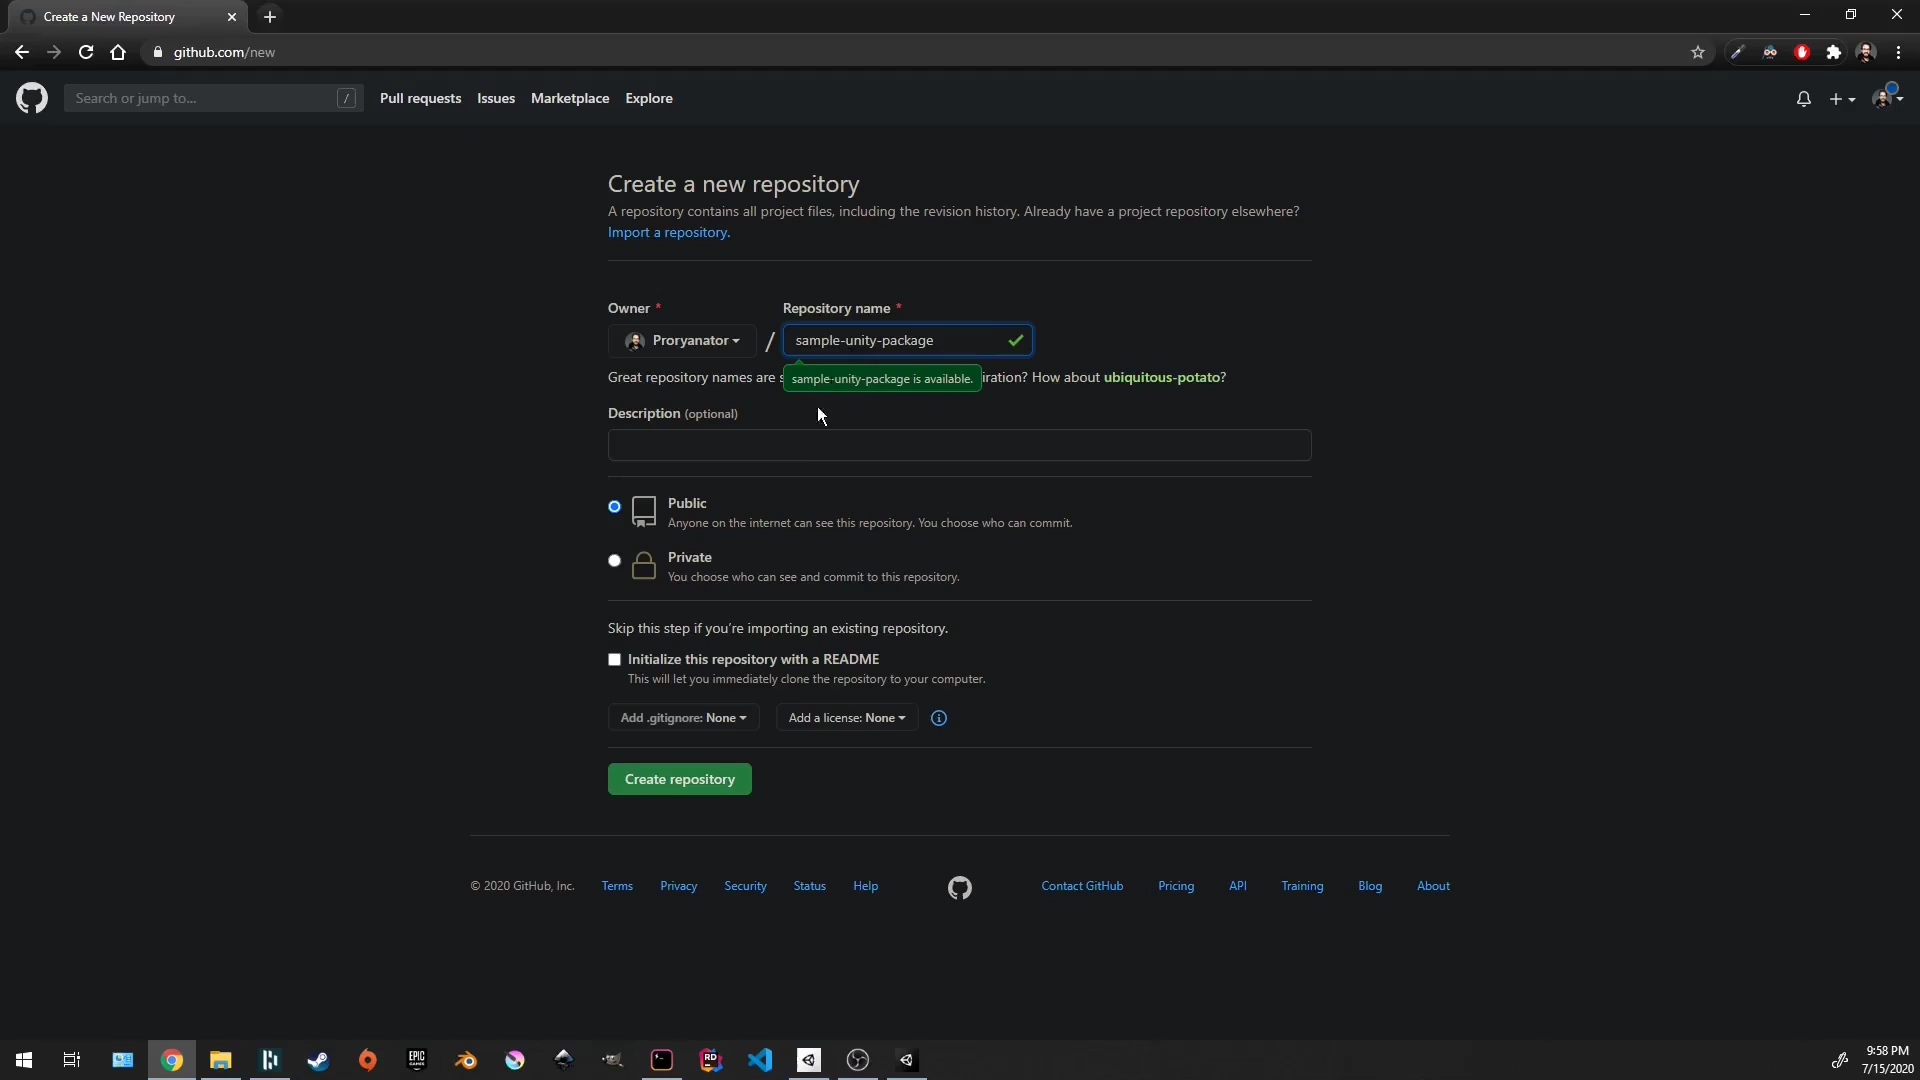 Create a New Repository
github.com/new
Search or jump to...
/
Pull requests
Issues
Marketplace
Explore
Create a new repository
A repository contains all project files, including the revision history. Already have a project repository elsewhere?
Import a repository.
Owner *
Repository name *
Proryanator
/
sample-unity-package
Great repository names are s
sample-unity-package is available.
iration? How about ubiquitous-potato?
Description (optional)
Public
Anyone on the internet can see this repository. You choose who can commit.
Private
You choose who can see and commit to this repository.
Skip this step if you're importing an existing repository.
Initialize this repository with a README
This will let you immediately clone the repository to your computer.
Add .gitignore: None
Add a license: None
Create repository
© 2020 GitHub, Inc.
Terms
Privacy
Security
Status
Help
Contact GitHub
Pricing
API
Training
Blog
About
EPIC
GAMES
RD
9:58 PM
7/15/2020